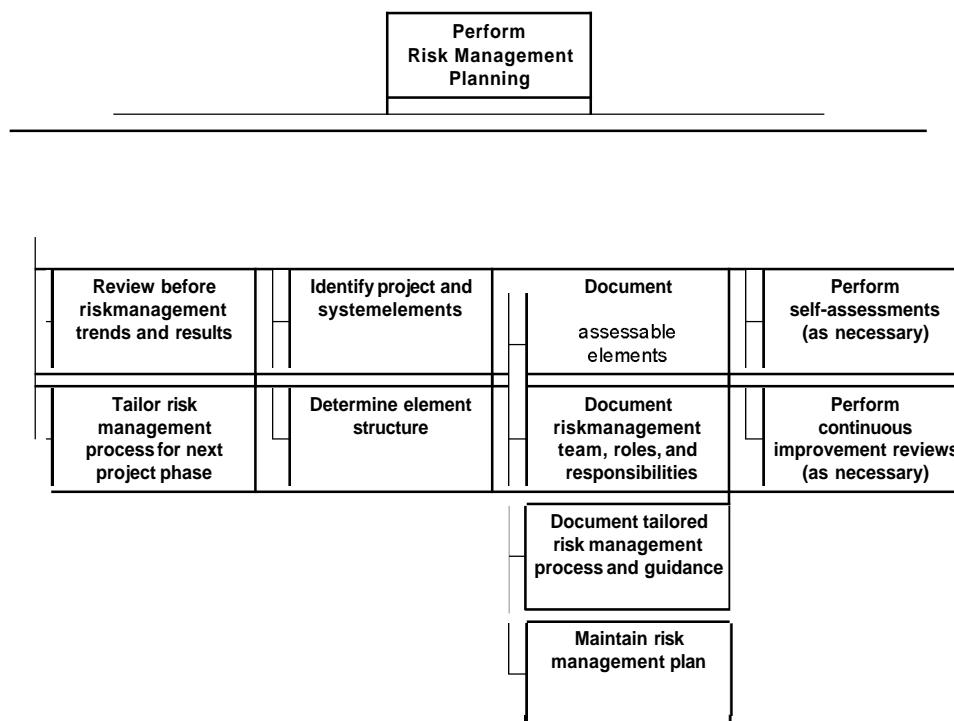 Perform
Risk Management
Planning
Review before
riskmanagement
trends and results
Identify project and
systemelements
Document
assessable
elements
Perform
self-assessments
(as necessary)
Tailor risk
management
process for next
project phase
Determine element
structure
Document
riskmanagement
team, roles, and
responsibilities
Perform
continuous
improvement reviews
(as necessary)
Document tailored
risk management
process and guidance
Maintain risk
management plan